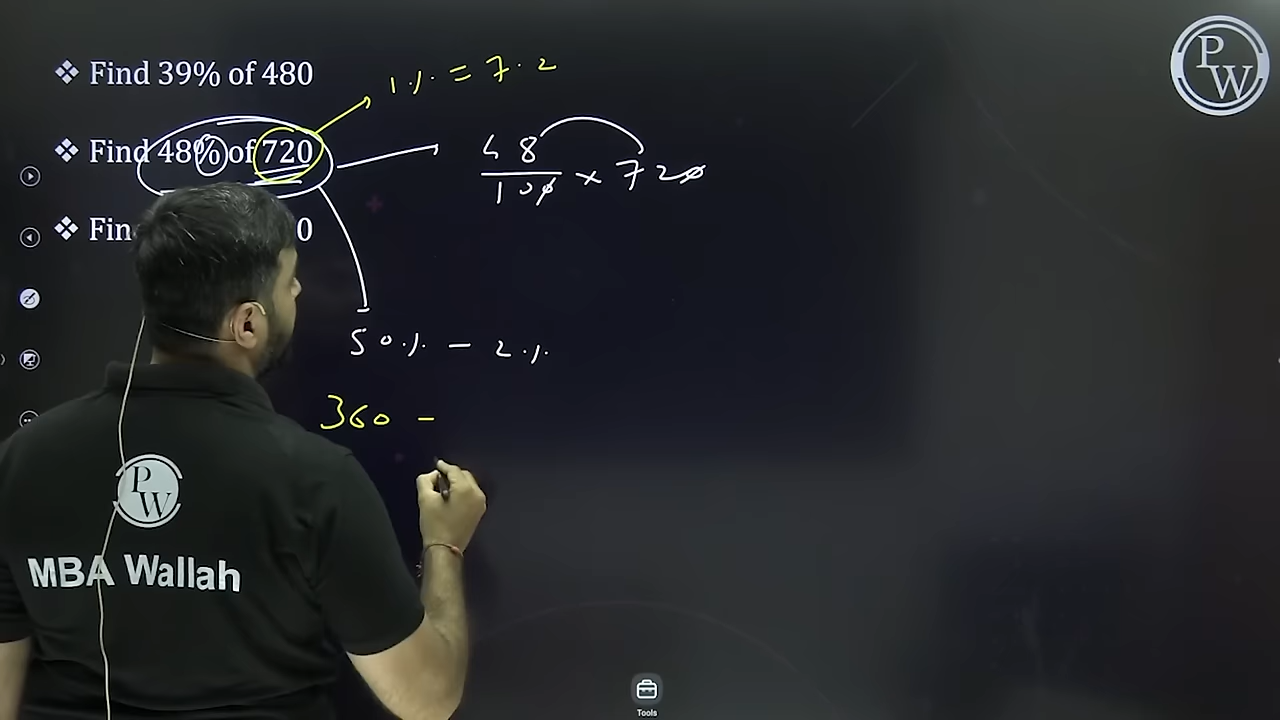 ❖ Find 39% of 480
1% = 7.2
❖ Find 48% of 720
48/100 × 720
❖ Fin 0
50% - 2%
360 -
PW
PW
MBA Wallah
Tools